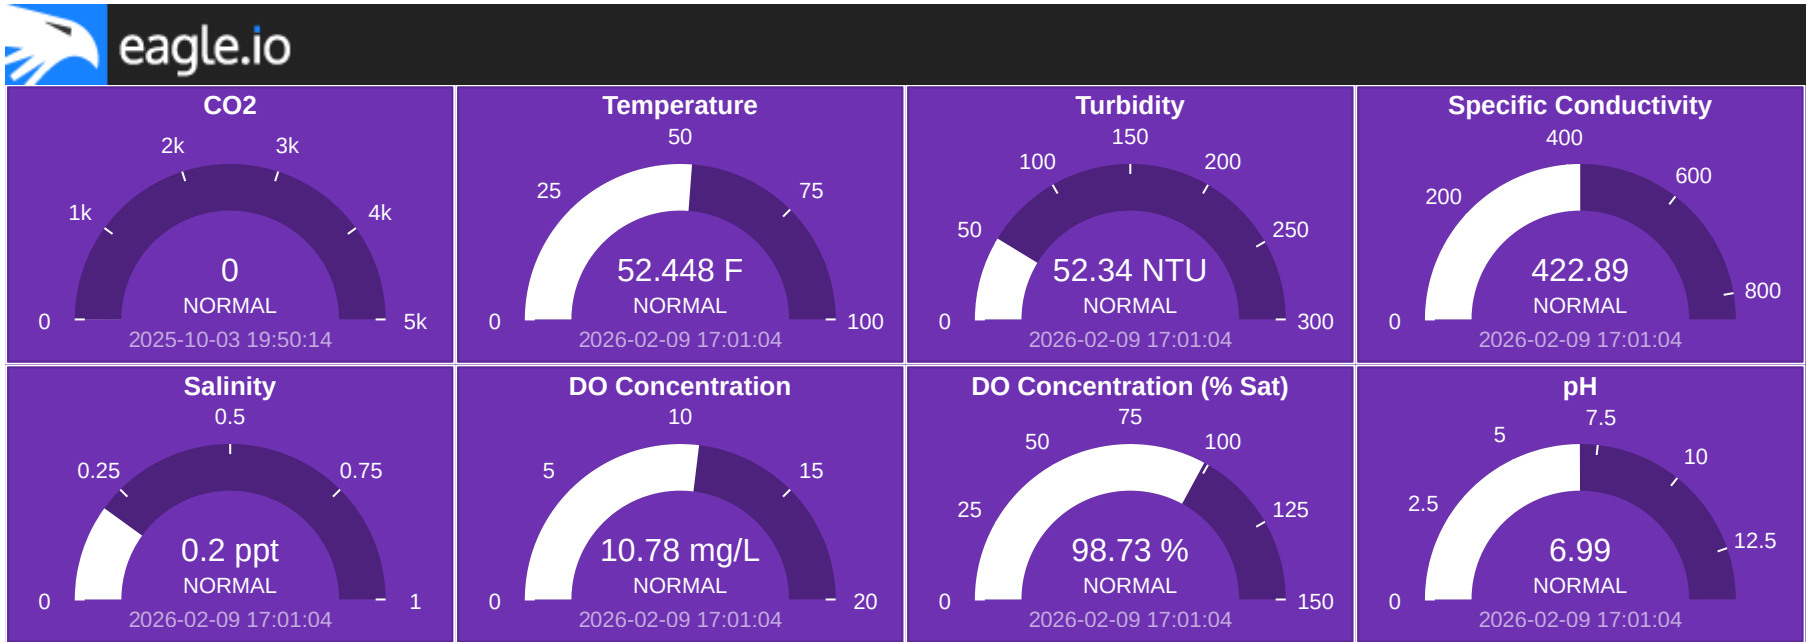 eagle.io
CO2
2k
3k
1k
4k
0
5k
0
NORMAL
2025-10-03 19:50:14
Temperature
50
25
75
0
100
52.448 F
NORMAL
2026-02-09 17:01:04
Turbidity
150
100
200
50
250
0
300
52.34 NTU
NORMAL
2026-02-09 17:01:04
Specific Conductivity
400
600
200
800
0
422.89
NORMAL
2026-02-09 17:01:04
Salinity
0.5
0.25
0.75
0
1
0.2 ppt
NORMAL
2026-02-09 17:01:04
DO Concentration
10
5
15
0
20
10.78 mg/L
NORMAL
2026-02-09 17:01:04
DO Concentration (% Sat)
75
50
100
25
125
0
150
98.73 %
NORMAL
2026-02-09 17:01:04
pH
7.5
5
10
2.5
12.5
0
6.99
NORMAL
2026-02-09 17:01:04